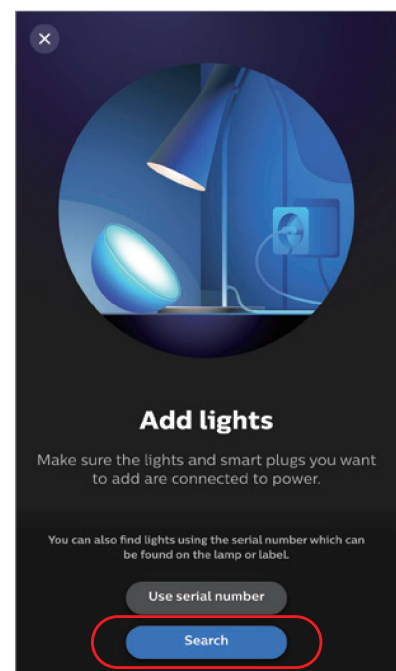 Add lights
Make sure the lights and smart plugs you want
to add are connected to power.
You can also find lights using the serial number which can
be found on the lamp or label.
Use serial number
Search